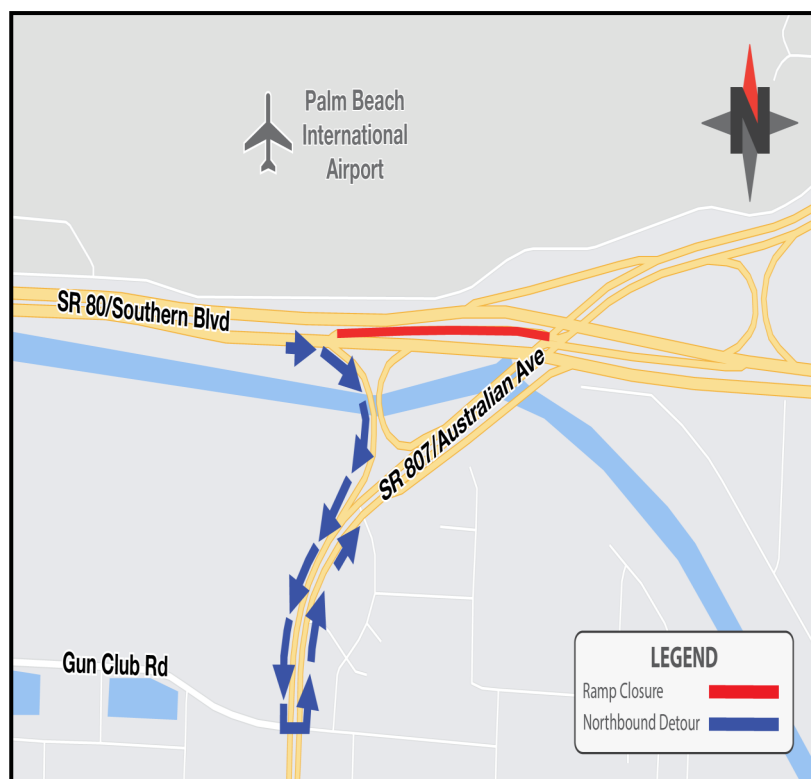 Palm Beach
International
Airport
N
SR 80/Southern Blvd
SR 807/Australian Ave
Gun Club Rd
LEGEND
Ramp Closure
Northbound Detour